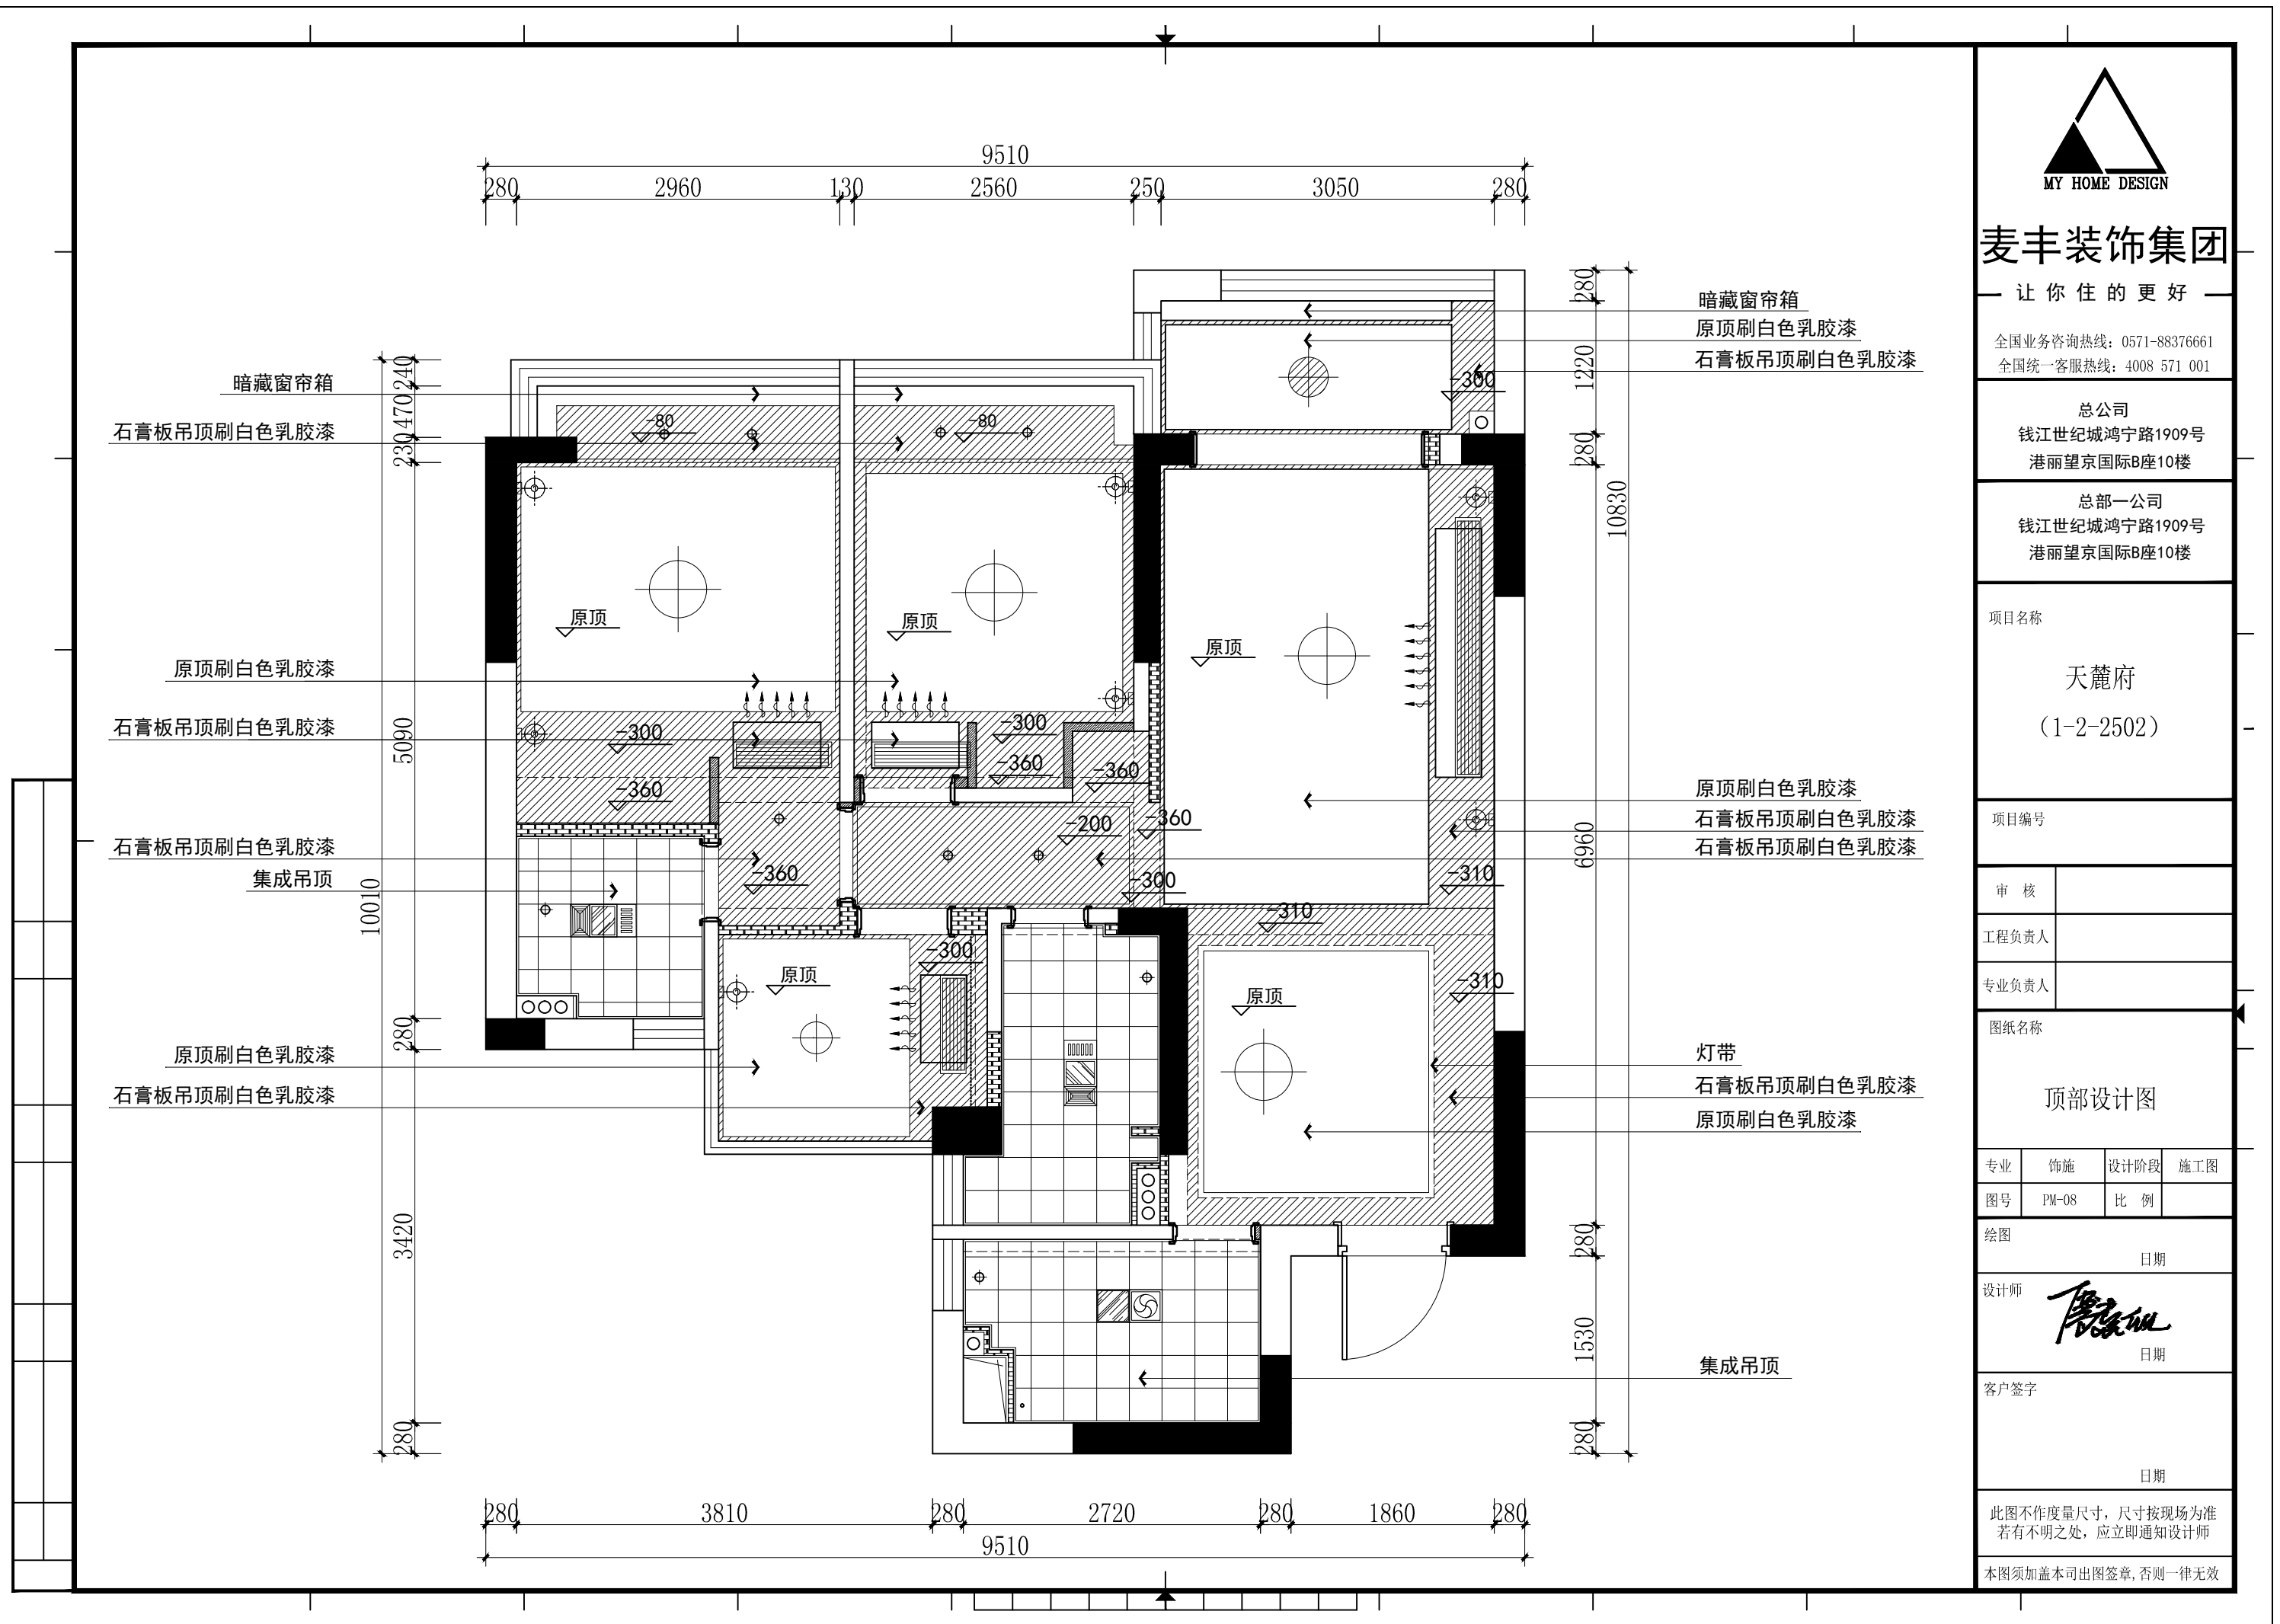 9510
280 2960 130 2560 250 3050 280
暗藏窗帘箱
石膏板吊顶刷白色乳胶漆
原顶刷白色乳胶漆
石膏板吊顶刷白色乳胶漆
石膏板吊顶刷白色乳胶漆
集成吊顶
原顶刷白色乳胶漆
石膏板吊顶刷白色乳胶漆
10010
240
470
230
5090
280
3420
280
-80
-80
原顶
原顶
原顶
-300
-300
-300
-360
-360
-360
-200
-360
-360
-300
-310
-310
-300
原顶
原顶
-310
暗藏窗帘箱
原顶刷白色乳胶漆
石膏板吊顶刷白色乳胶漆
原顶刷白色乳胶漆
石膏板吊顶刷白色乳胶漆
石膏板吊顶刷白色乳胶漆
灯带
石膏板吊顶刷白色乳胶漆
原顶刷白色乳胶漆
集成吊顶
280
1220
280
10830
6960
280
1530
280
280 3810 280 2720 280 1860 280
9510
MY HOME DESIGN
麦丰装饰集团
让你住的更好
全国业务咨询热线：0571-88376661
全国统一客服热线：4008 571 001
总公司
钱江世纪城鸿宁路1909号
港丽望京国际B座10楼
总部一公司
钱江世纪城鸿宁路1909号
港丽望京国际B座10楼
项目名称
天麓府
（1-2-2502）
项目编号
审 核
工程负责人
专业负责人
图纸名称
顶部设计图
专业 饰施 设计阶段 施工图
图号 PM-08 比 例
绘图
日期
设计师
日期
客户签字
日期
此图不作度量尺寸，尺寸按现场为准
若有不明之处，应立即通知设计师
本图须加盖本司出图签章,否则一律无效